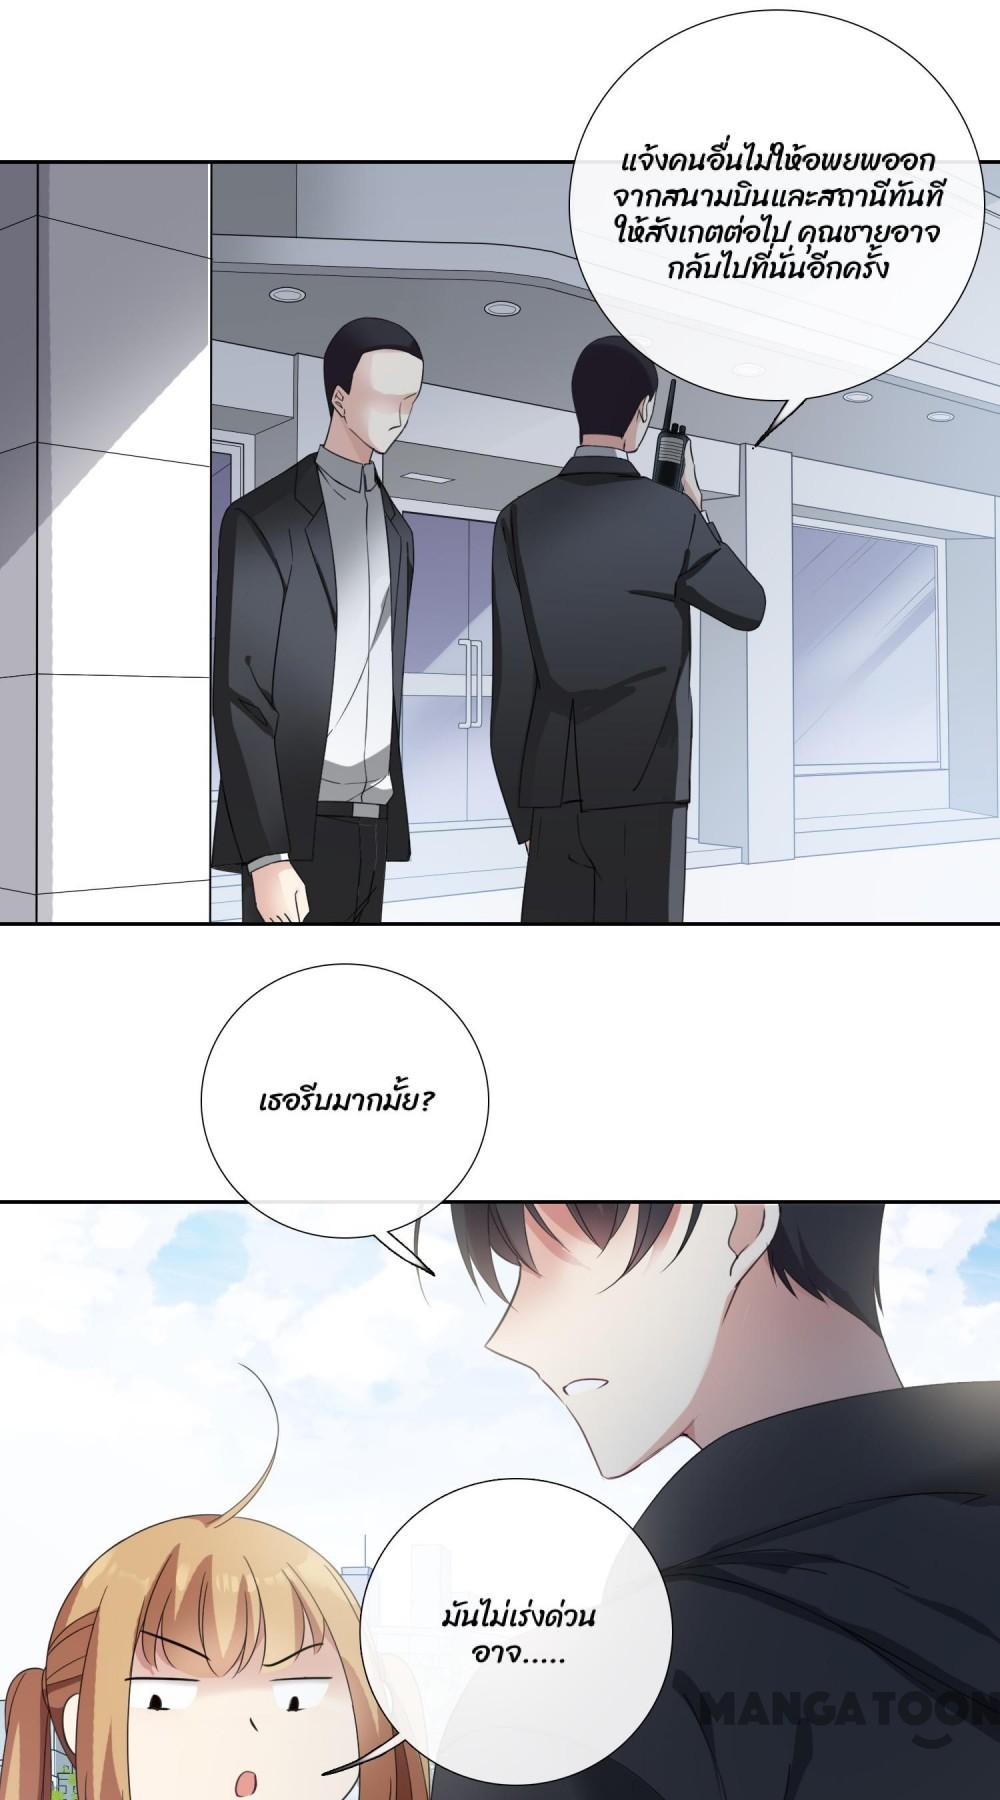 แจ้งคนอื่นไม่ให้อพยพออก
จากสนามบินและสถานีทันที
ให้สังเกตต่อไป คุณชายอาจ
กลับไปที่นั่นอีกครั้ง
เธอรีบมากมั้ย?
มันไม่เร่งด่วน
อาจ.....
MANGATOON